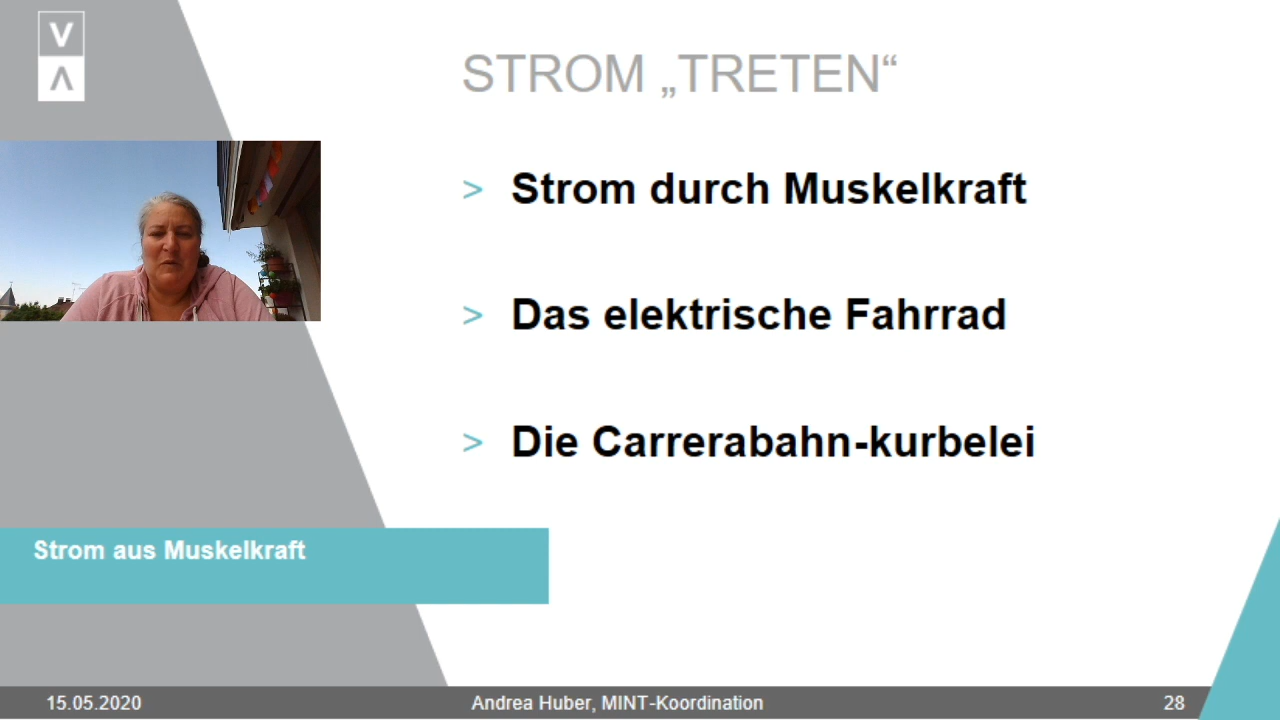 V
Λ
STROM „TRETEN“
> Strom durch Muskelkraft
> Das elektrische Fahrrad
> Die Carrerabahn-kurbelei
Strom aus Muskelkraft
15.05.2020 Andrea Huber, MINT-Koordination 28